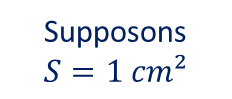 Supposons
S = 1 cm²